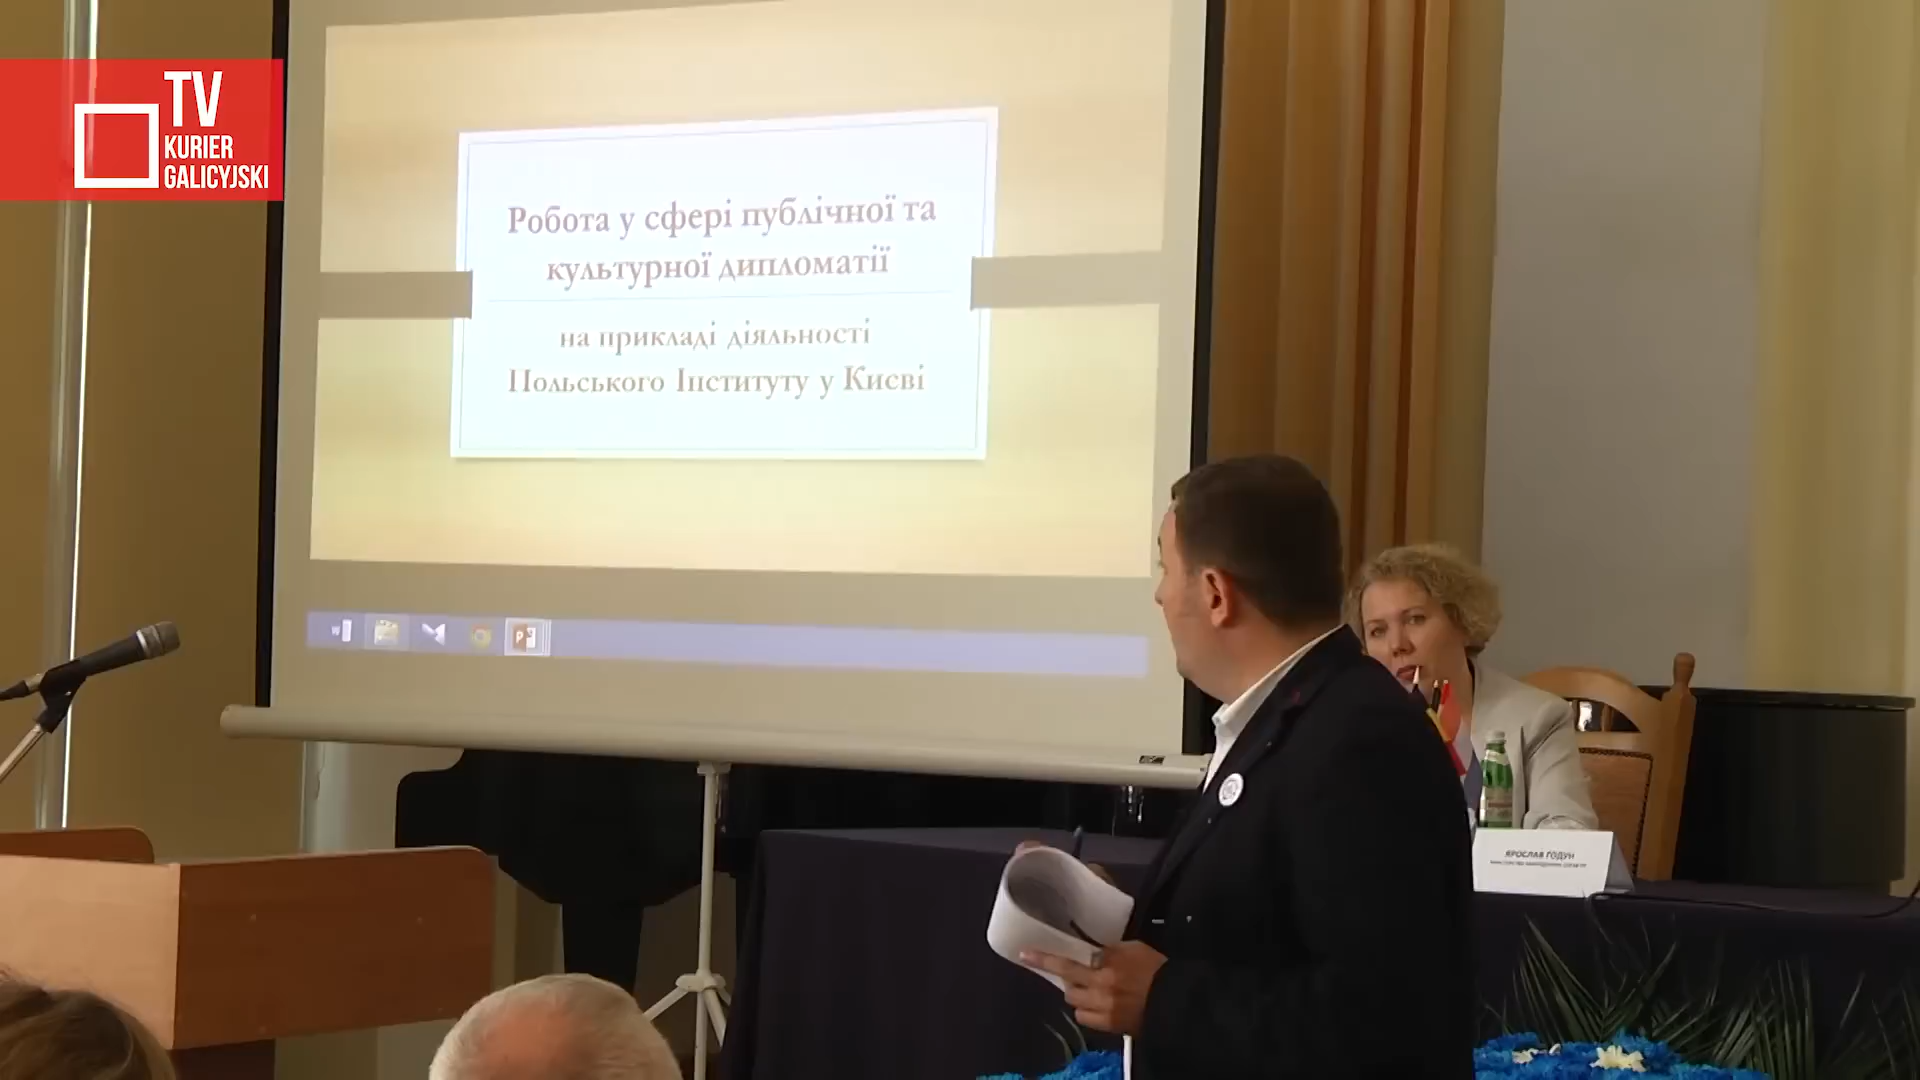 TV
KURIER
GALICYJSKI
Робота у сфері публічної та
культурної дипломатії
на прикладі діяльності
Польського Інституту у Києві
ЯРОСЛАВ ГОДУН